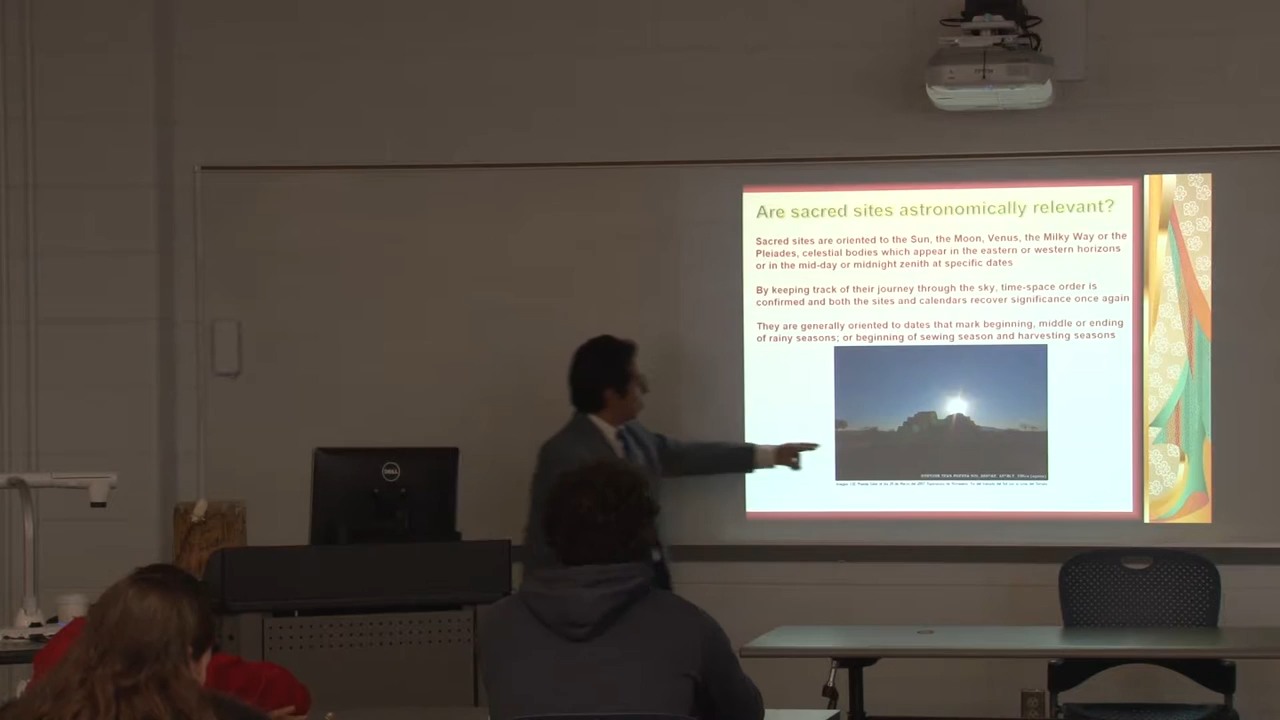 Are sacred sites astronomically relevant?
Sacred sites are oriented to the Sun, the Moon, Venus, the Milky Way or the
Pleiades, celestial bodies which appear in the eastern or western horizons
or in the mid-day or midnight zenith at specific dates
By keeping track of their journey through the sky, time-space order is
confirmed and both the sites and calendars recover significance once again
They are generally oriented to dates that mark beginning, middle or ending
of rainy seasons; or beginning of sewing season and harvesting seasons
DELL